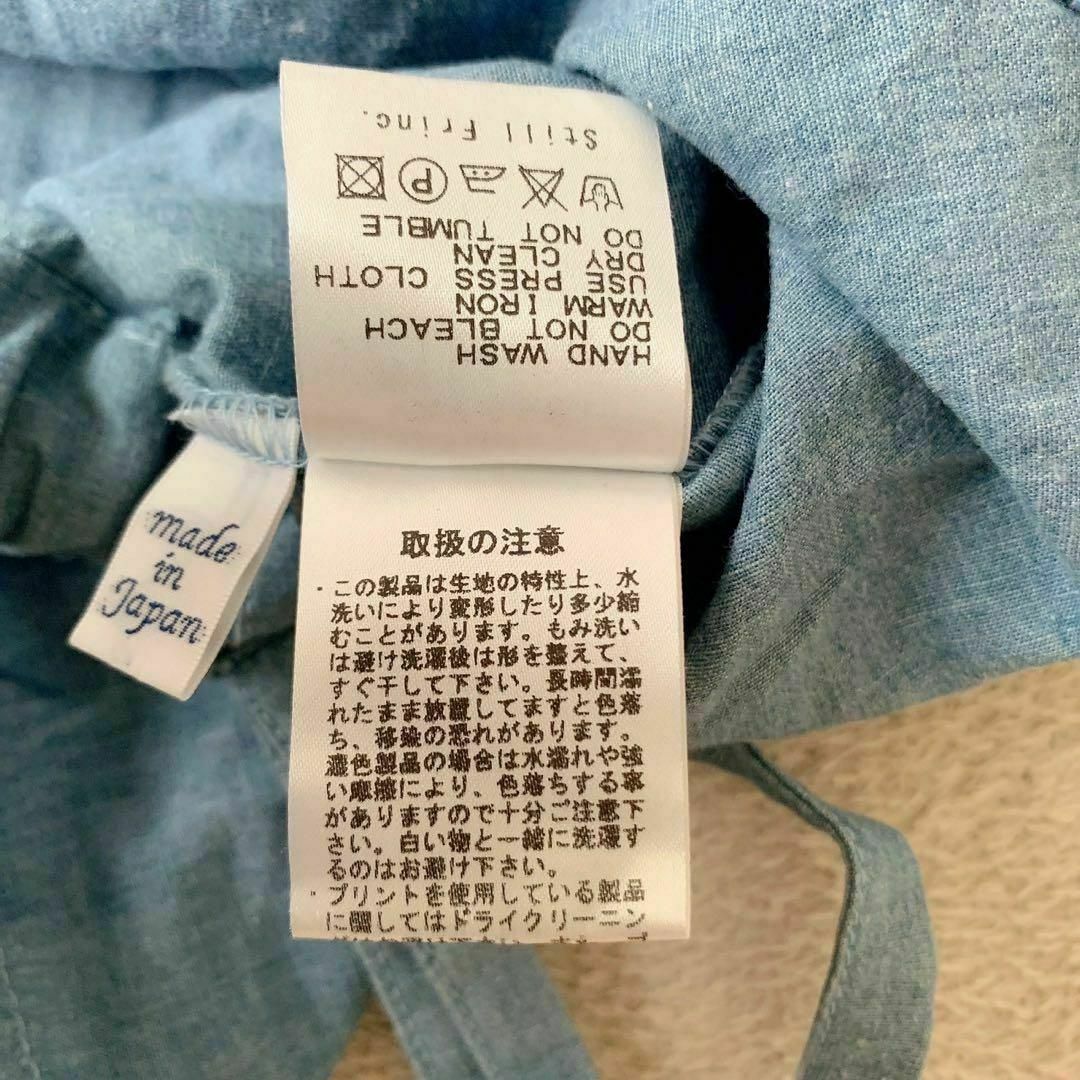 Still Frinc.
HAND WASH
DO NOT BLEACH
WARM IRON
USE PRESS CLOTH
DRY CLEAN
DO NOT TUMBLE
P
made
in
Japan
取扱の注意
・この製品は生地の特性上、水
洗いにより変形したり多少縮
むことがあります。もみ洗い
は避け洗濯後は形を整えて、
すぐ干して下さい。長時間濡
れたまま放置してますと色落
ち、移染の恐れがあります。
濃色製品の場合は水濡れや強
い摩擦により、色落ちする事
がありますので十分ご注意下
さい。白い物と一緒に洗濯す
るのはお避け下さい。
・プリントを使用している製品
に関してはドライクリーニン